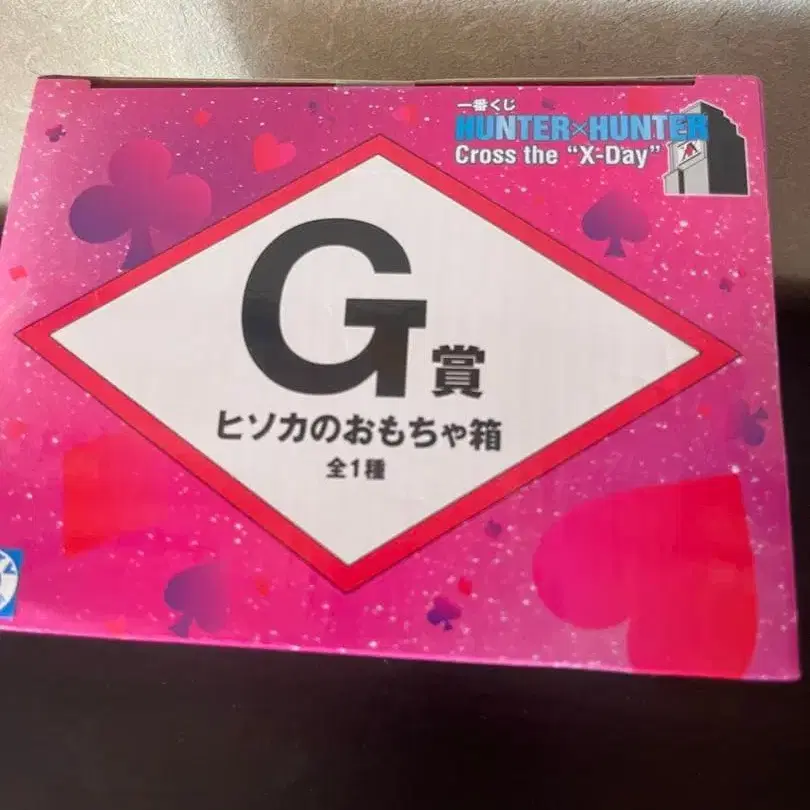 一番くじ
HUNTER×HUNTER
Cross the "X-Day"
G賞
ヒソカのおもちゃ箱
全1種